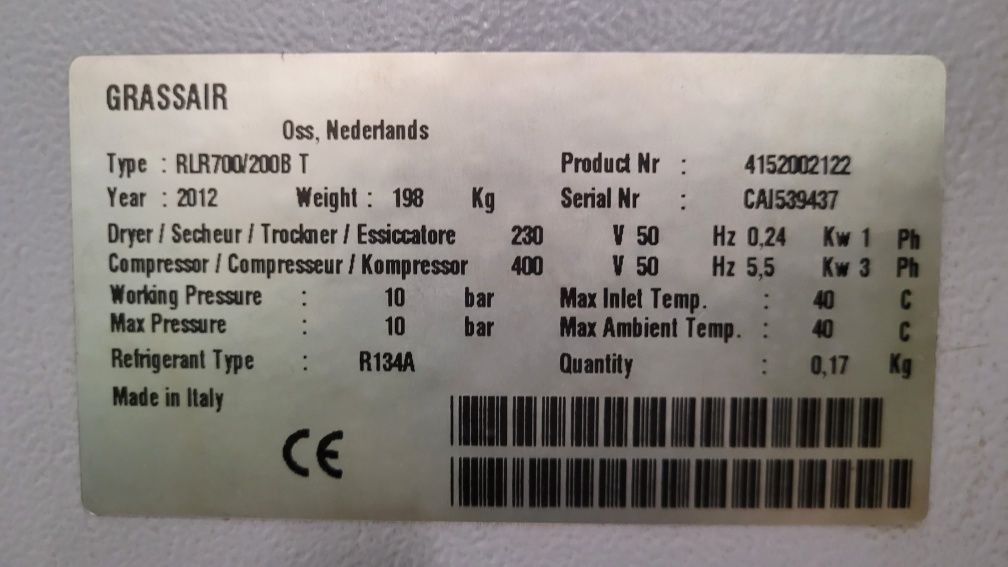 GRASSAIR
Oss, Nederlands
Type : RLR700/200B T Product Nr : 4152002122
Year : 2012 Weight : 198 Kg Serial Nr : CAI539437
Dryer / Secheur / Trockner / Essiccatore 230 V 50 Hz 0,24 Kw 1 Ph
Compressor / Compresseur / Kompressor 400 V 50 Hz 5,5 Kw 3 Ph
Working Pressure : 10 bar Max Inlet Temp. : 40 C
Max Pressure : 10 bar Max Ambient Temp. : 40 C
Refrigerant Type : R134A Quantity : 0,17 Kg
Made in Italy
CE